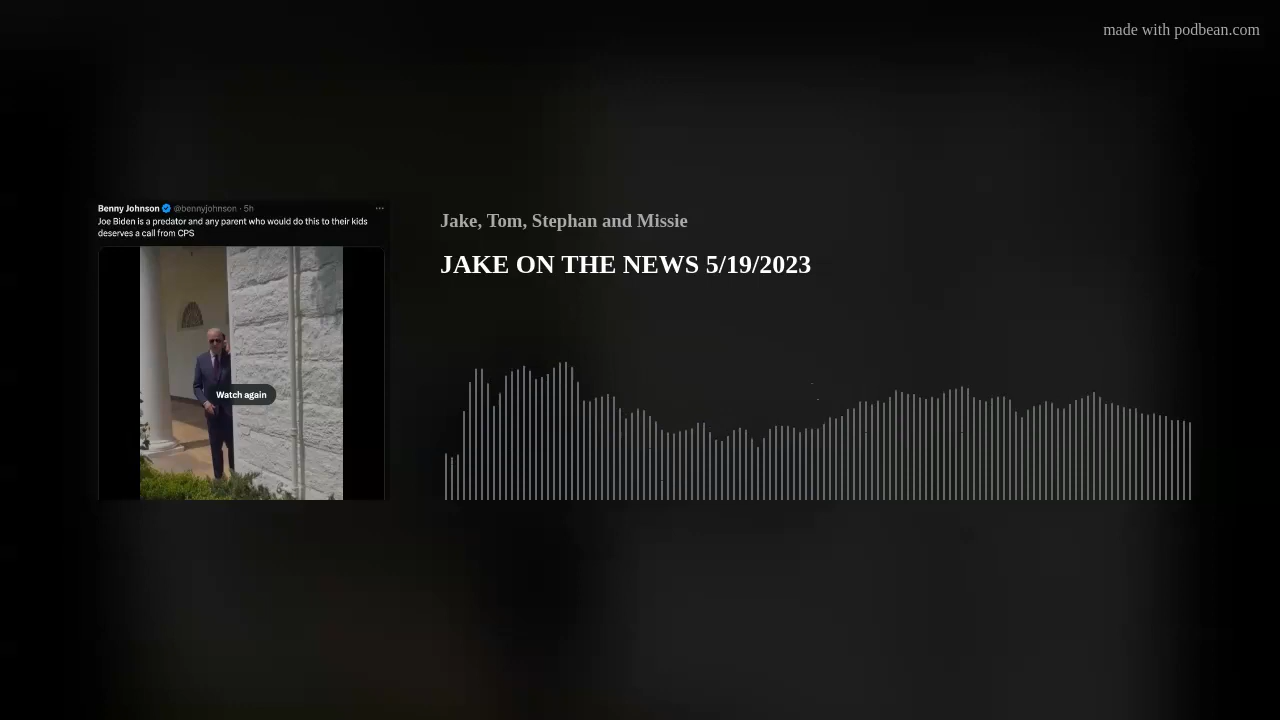 made with podbean.com
Benny Johnson @bennyjohnson · 5h
Joe Biden is a predator and any parent who would do this to their kids
deserves a call from CPS
Watch again
Jake, Tom, Stephan and Missie
JAKE ON THE NEWS 5/19/2023